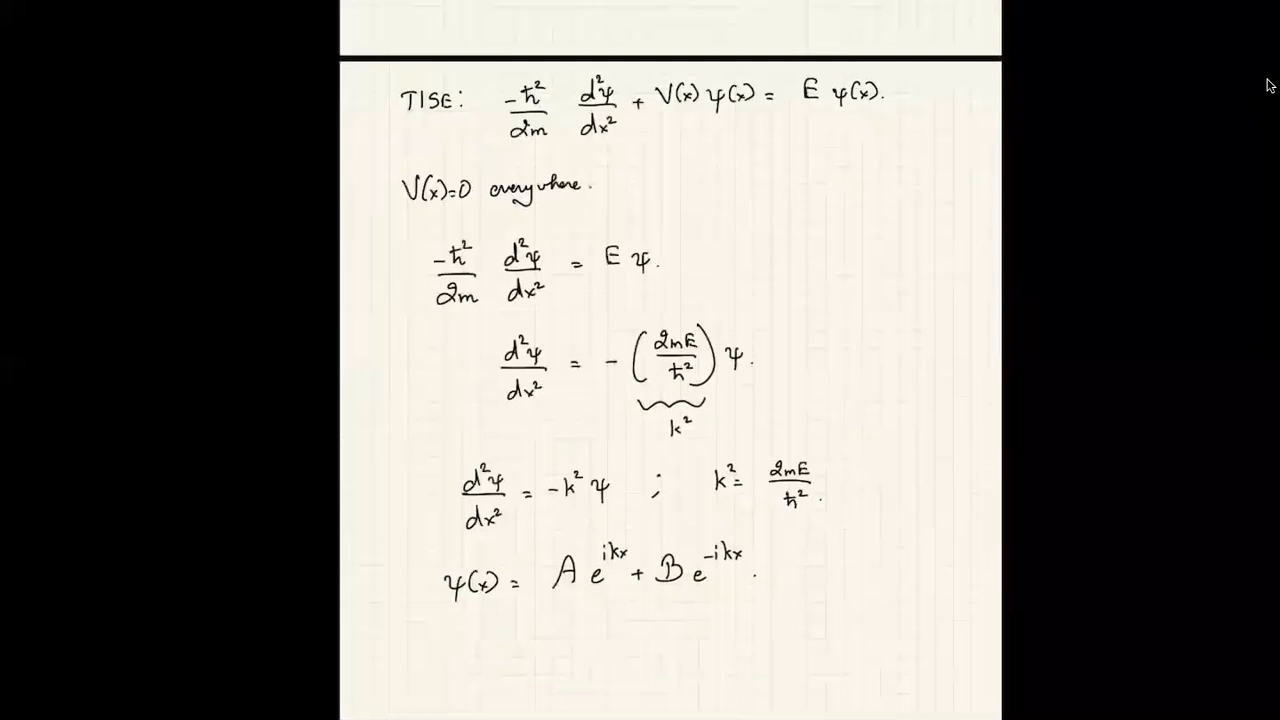 TISE: -ħ²/2m d²ψ/dx² + V(x) ψ(x) = E ψ(x).
V(x)=0 everywhere.
-ħ²/2m d²ψ/dx² = E ψ.
d²ψ/dx² = - (2mE/ħ²) ψ.
k²
d²ψ/dx² = -k² ψ ; k² = 2mE/ħ².
ψ(x) = A e^{ikx} + B e^{-ikx}.